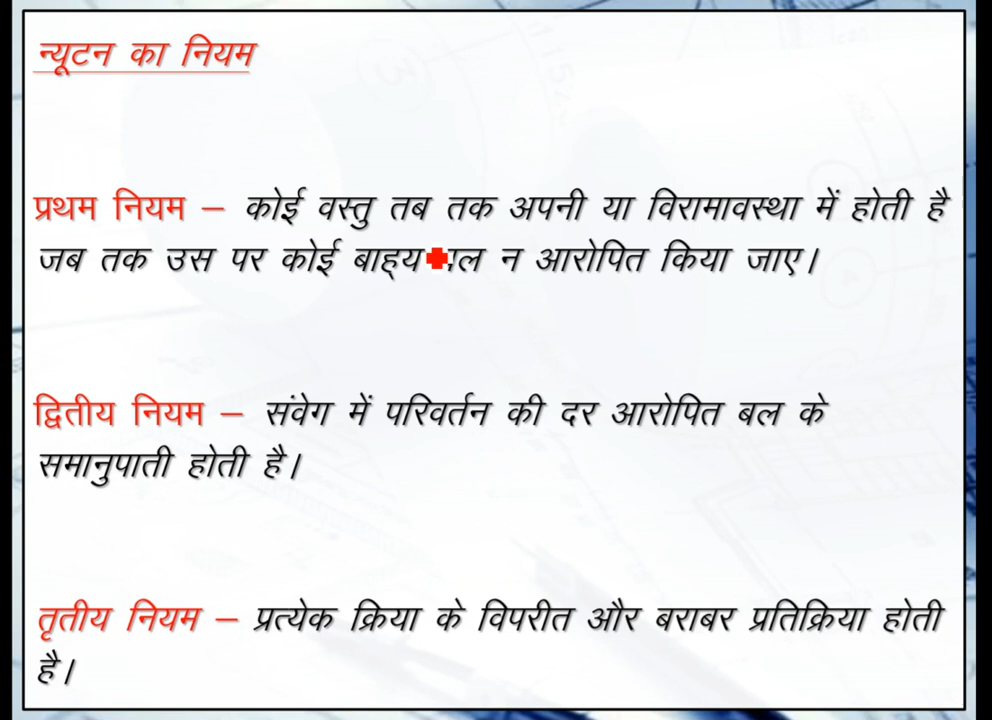 न्यूटन का नियम
प्रथम नियम – कोई वस्तु तब तक अपनी या विरामावस्था में होती है
जब तक उस पर कोई बाह्य न आरोपित किया जाए।
द्वितीय नियम – संवेग में परिवर्तन की दर आरोपित बल के
समानुपाती होती है।
तृतीय नियम – प्रत्येक क्रिया के विपरीत और बराबर प्रतिक्रिया होती
है।